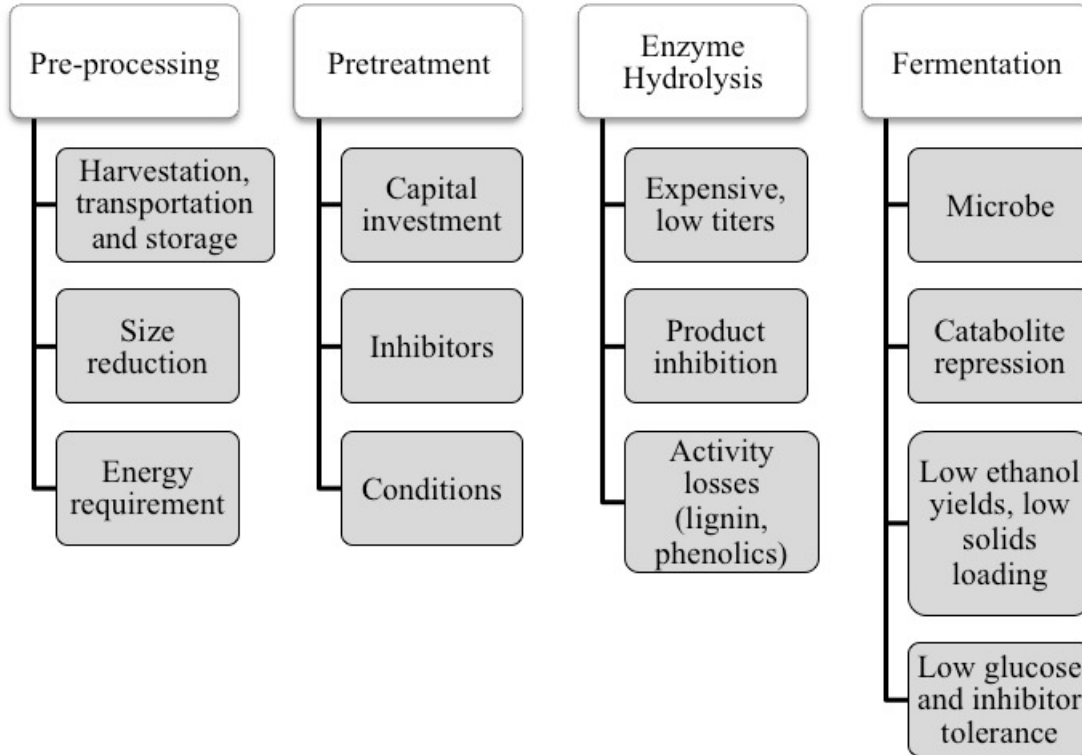 Pre-processing
Harvestation,
transportation
and storage
Size
reduction
Energy
requirement
Pretreatment
Capital
investment
Inhibitors
Conditions
Enzyme
Hydrolysis
Expensive,
low titers
Product
inhibition
Activity
losses
(lignin,
phenolics)
Fermentation
Microbe
Catabolite
repression
Low ethanol
yields, low
solids
loading
Low glucose
and inhibitor
tolerance